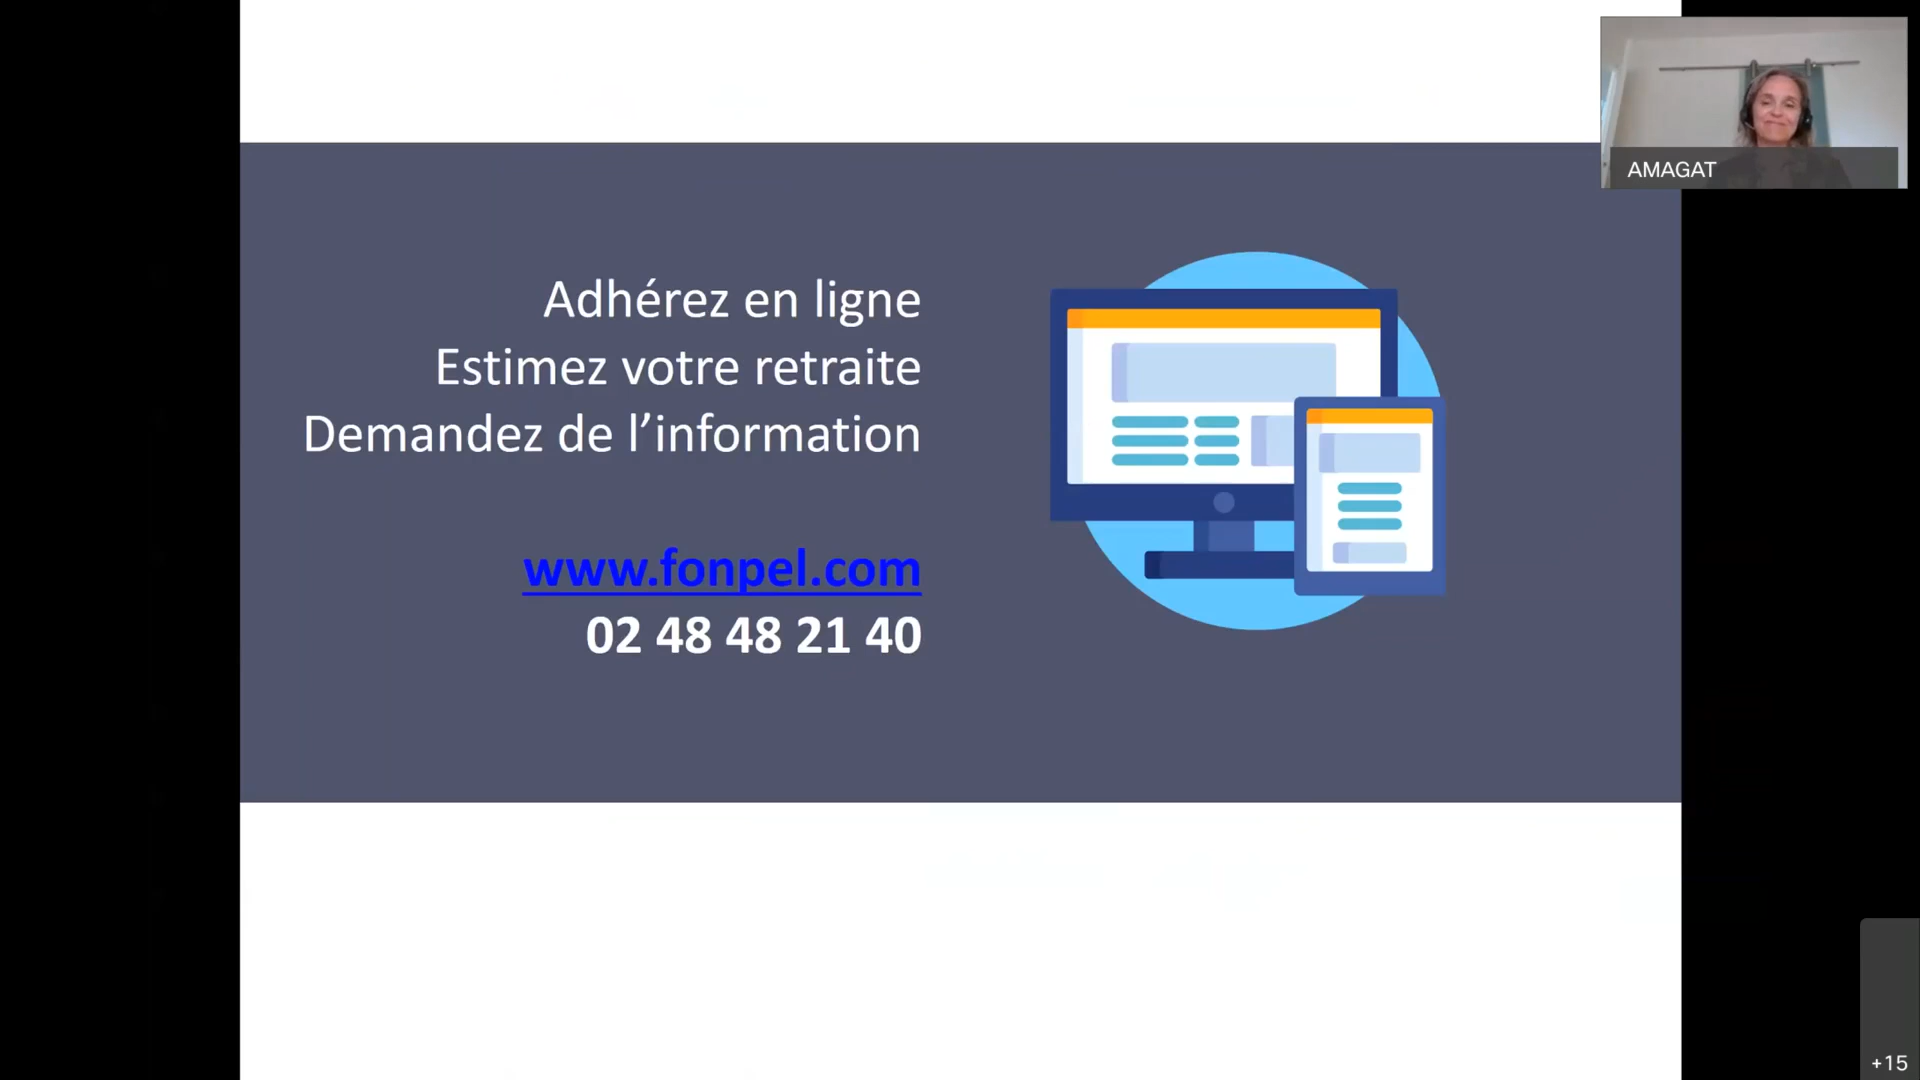 AMAGAT
Adhérez en ligne
Estimez votre retraite
Demandez de l’information
www.fonpel.com
02 48 48 21 40
+15